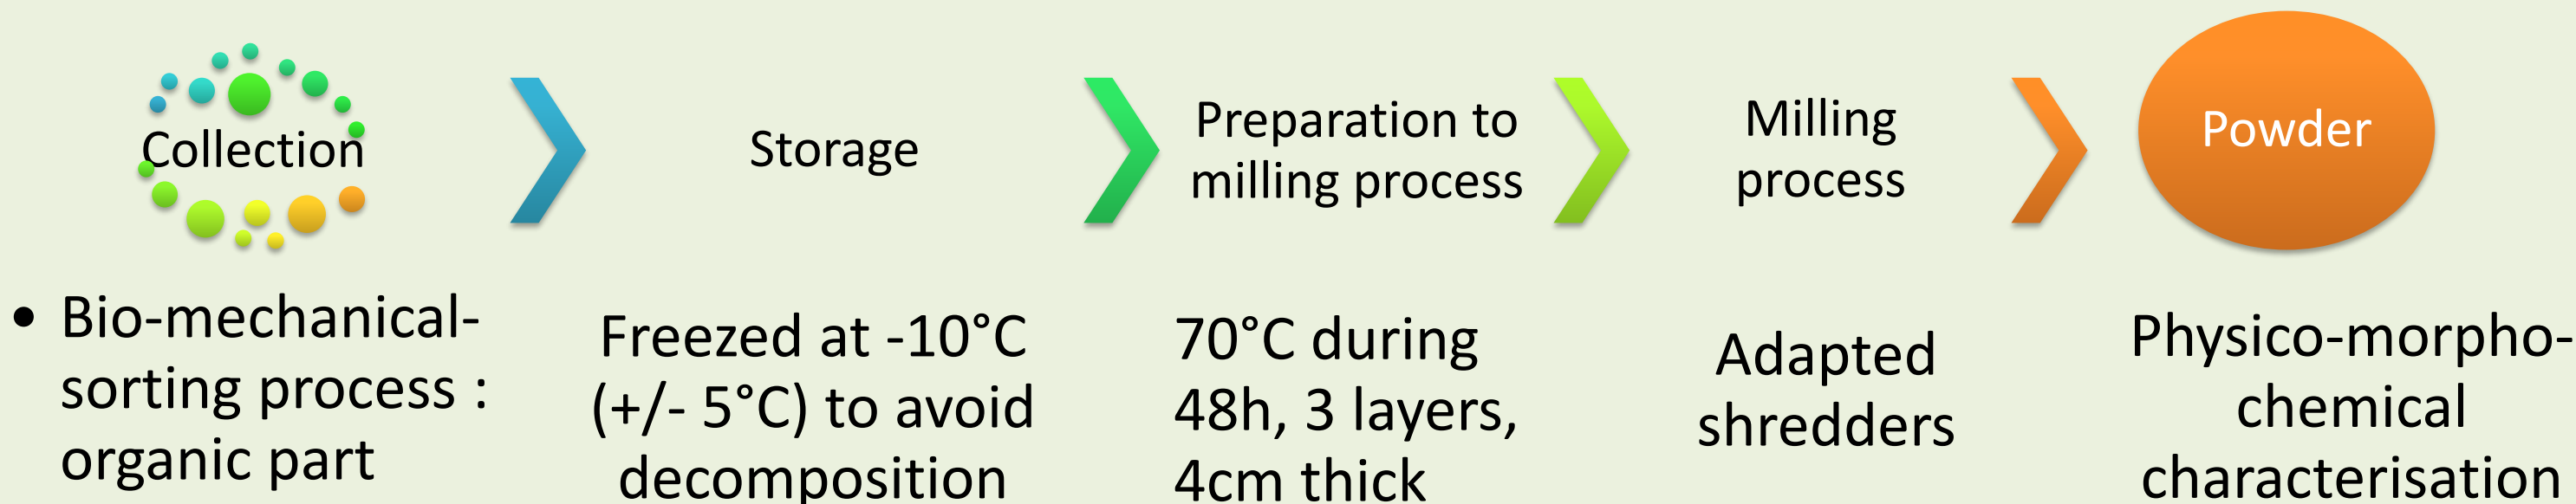 Collection
Storage
Preparation to
milling process
Milling
process
Powder
• Bio-mechanical-
sorting process :
organic part
Freezed at -10°C
(+/- 5°C) to avoid
decomposition
70°C during
48h, 3 layers,
4cm thick
Adapted
shredders
Physico-morpho-
chemical
characterisation